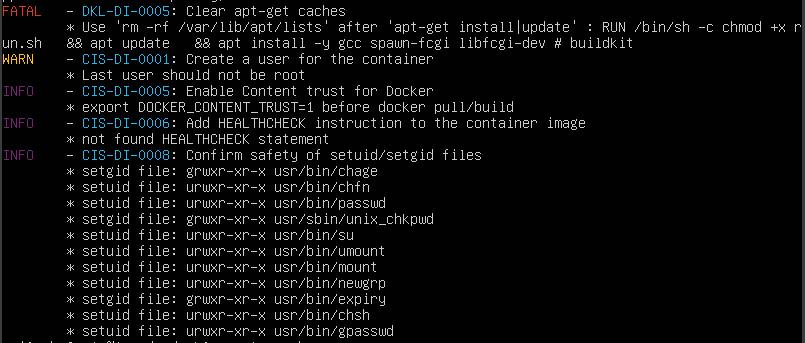 FATAL - DKL-DI-0005: Clear apt-get caches
* Use 'rm -rf /var/lib/apt/lists' after 'apt-get install|update' : RUN /bin/sh -c chmod +x r
un.sh && apt update && apt install -y gcc spawn-fcgi libfcgi-dev # buildkit
WARN - CIS-DI-0001: Create a user for the container
* Last user should not be root
INFO - CIS-DI-0005: Enable Content trust for Docker
* export DOCKER_CONTENT_TRUST=1 before docker pull/build
INFO - CIS-DI-0006: Add HEALTHCHECK instruction to the container image
* not found HEALTHCHECK statement
INFO - CIS-DI-0008: Confirm safety of setuid/setgid files
* setgid file: grwxr-xr-x usr/bin/chage
* setuid file: urwxr-xr-x usr/bin/chfn
* setuid file: urwxr-xr-x usr/bin/passwd
* setgid file: grwxr-xr-x usr/sbin/unix_chkpwd
* setuid file: urwxr-xr-x usr/bin/su
* setuid file: urwxr-xr-x usr/bin/umount
* setuid file: urwxr-xr-x usr/bin/mount
* setuid file: urwxr-xr-x usr/bin/newgrp
* setgid file: grwxr-xr-x usr/bin/expiry
* setuid file: urwxr-xr-x usr/bin/chsh
* setuid file: urwxr-xr-x usr/bin/gpasswd